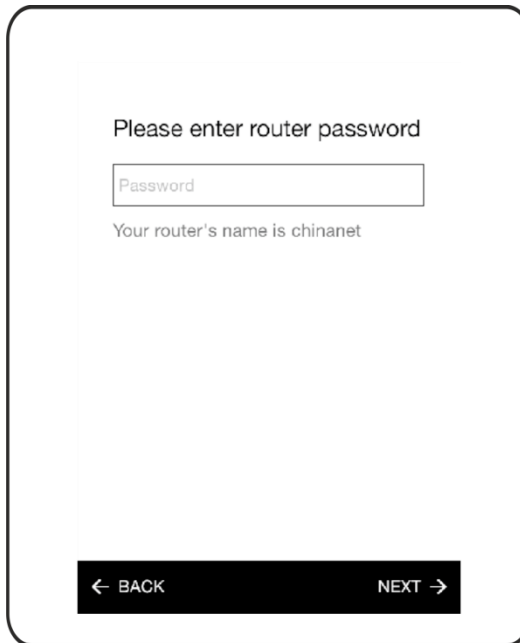 Please enter router password
Password
Your router's name is chinanet
← BACK
NEXT →